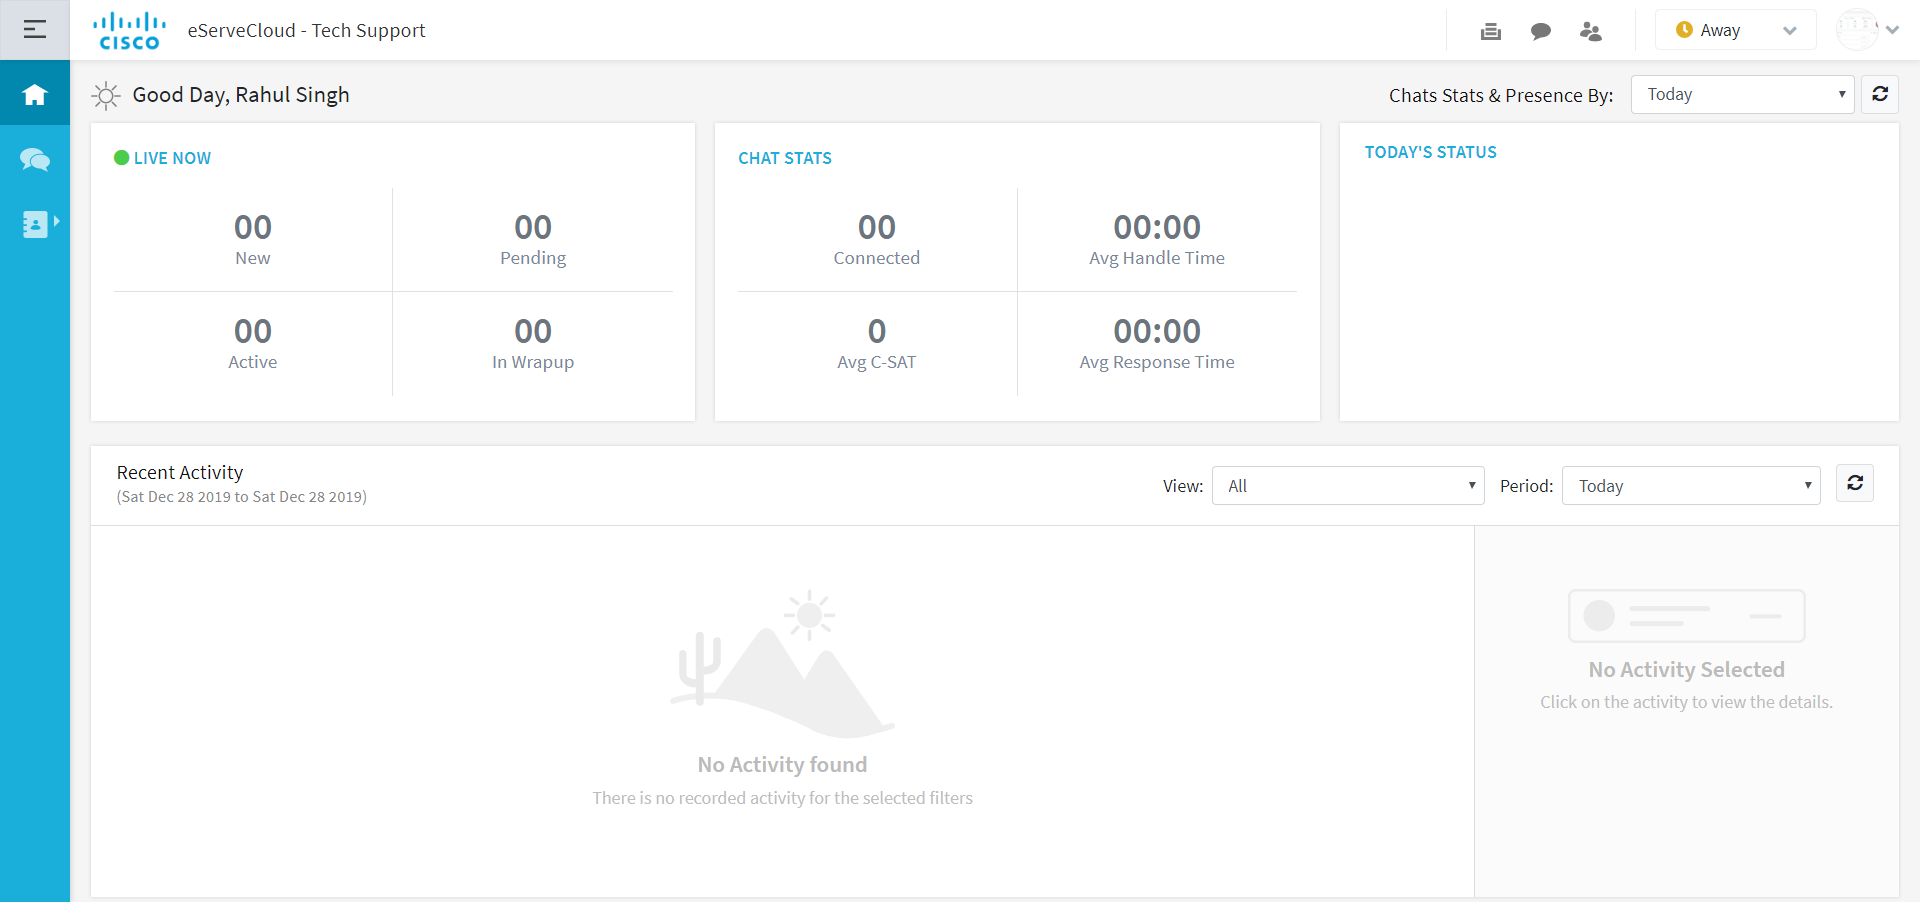 CISCO
eServeCloud - Tech Support
Away
Good Day, Rahul Singh
Chats Stats & Presence By:
Today
LIVE NOW
00
New
00
Pending
00
Active
00
In Wrapup
CHAT STATS
00
Connected
00:00
Avg Handle Time
0
Avg C-SAT
00:00
Avg Response Time
TODAY'S STATUS
Recent Activity
(Sat Dec 28 2019 to Sat Dec 28 2019)
View:
All
Period:
Today
No Activity found
There is no recorded activity for the selected filters
No Activity Selected
Click on the activity to view the details.